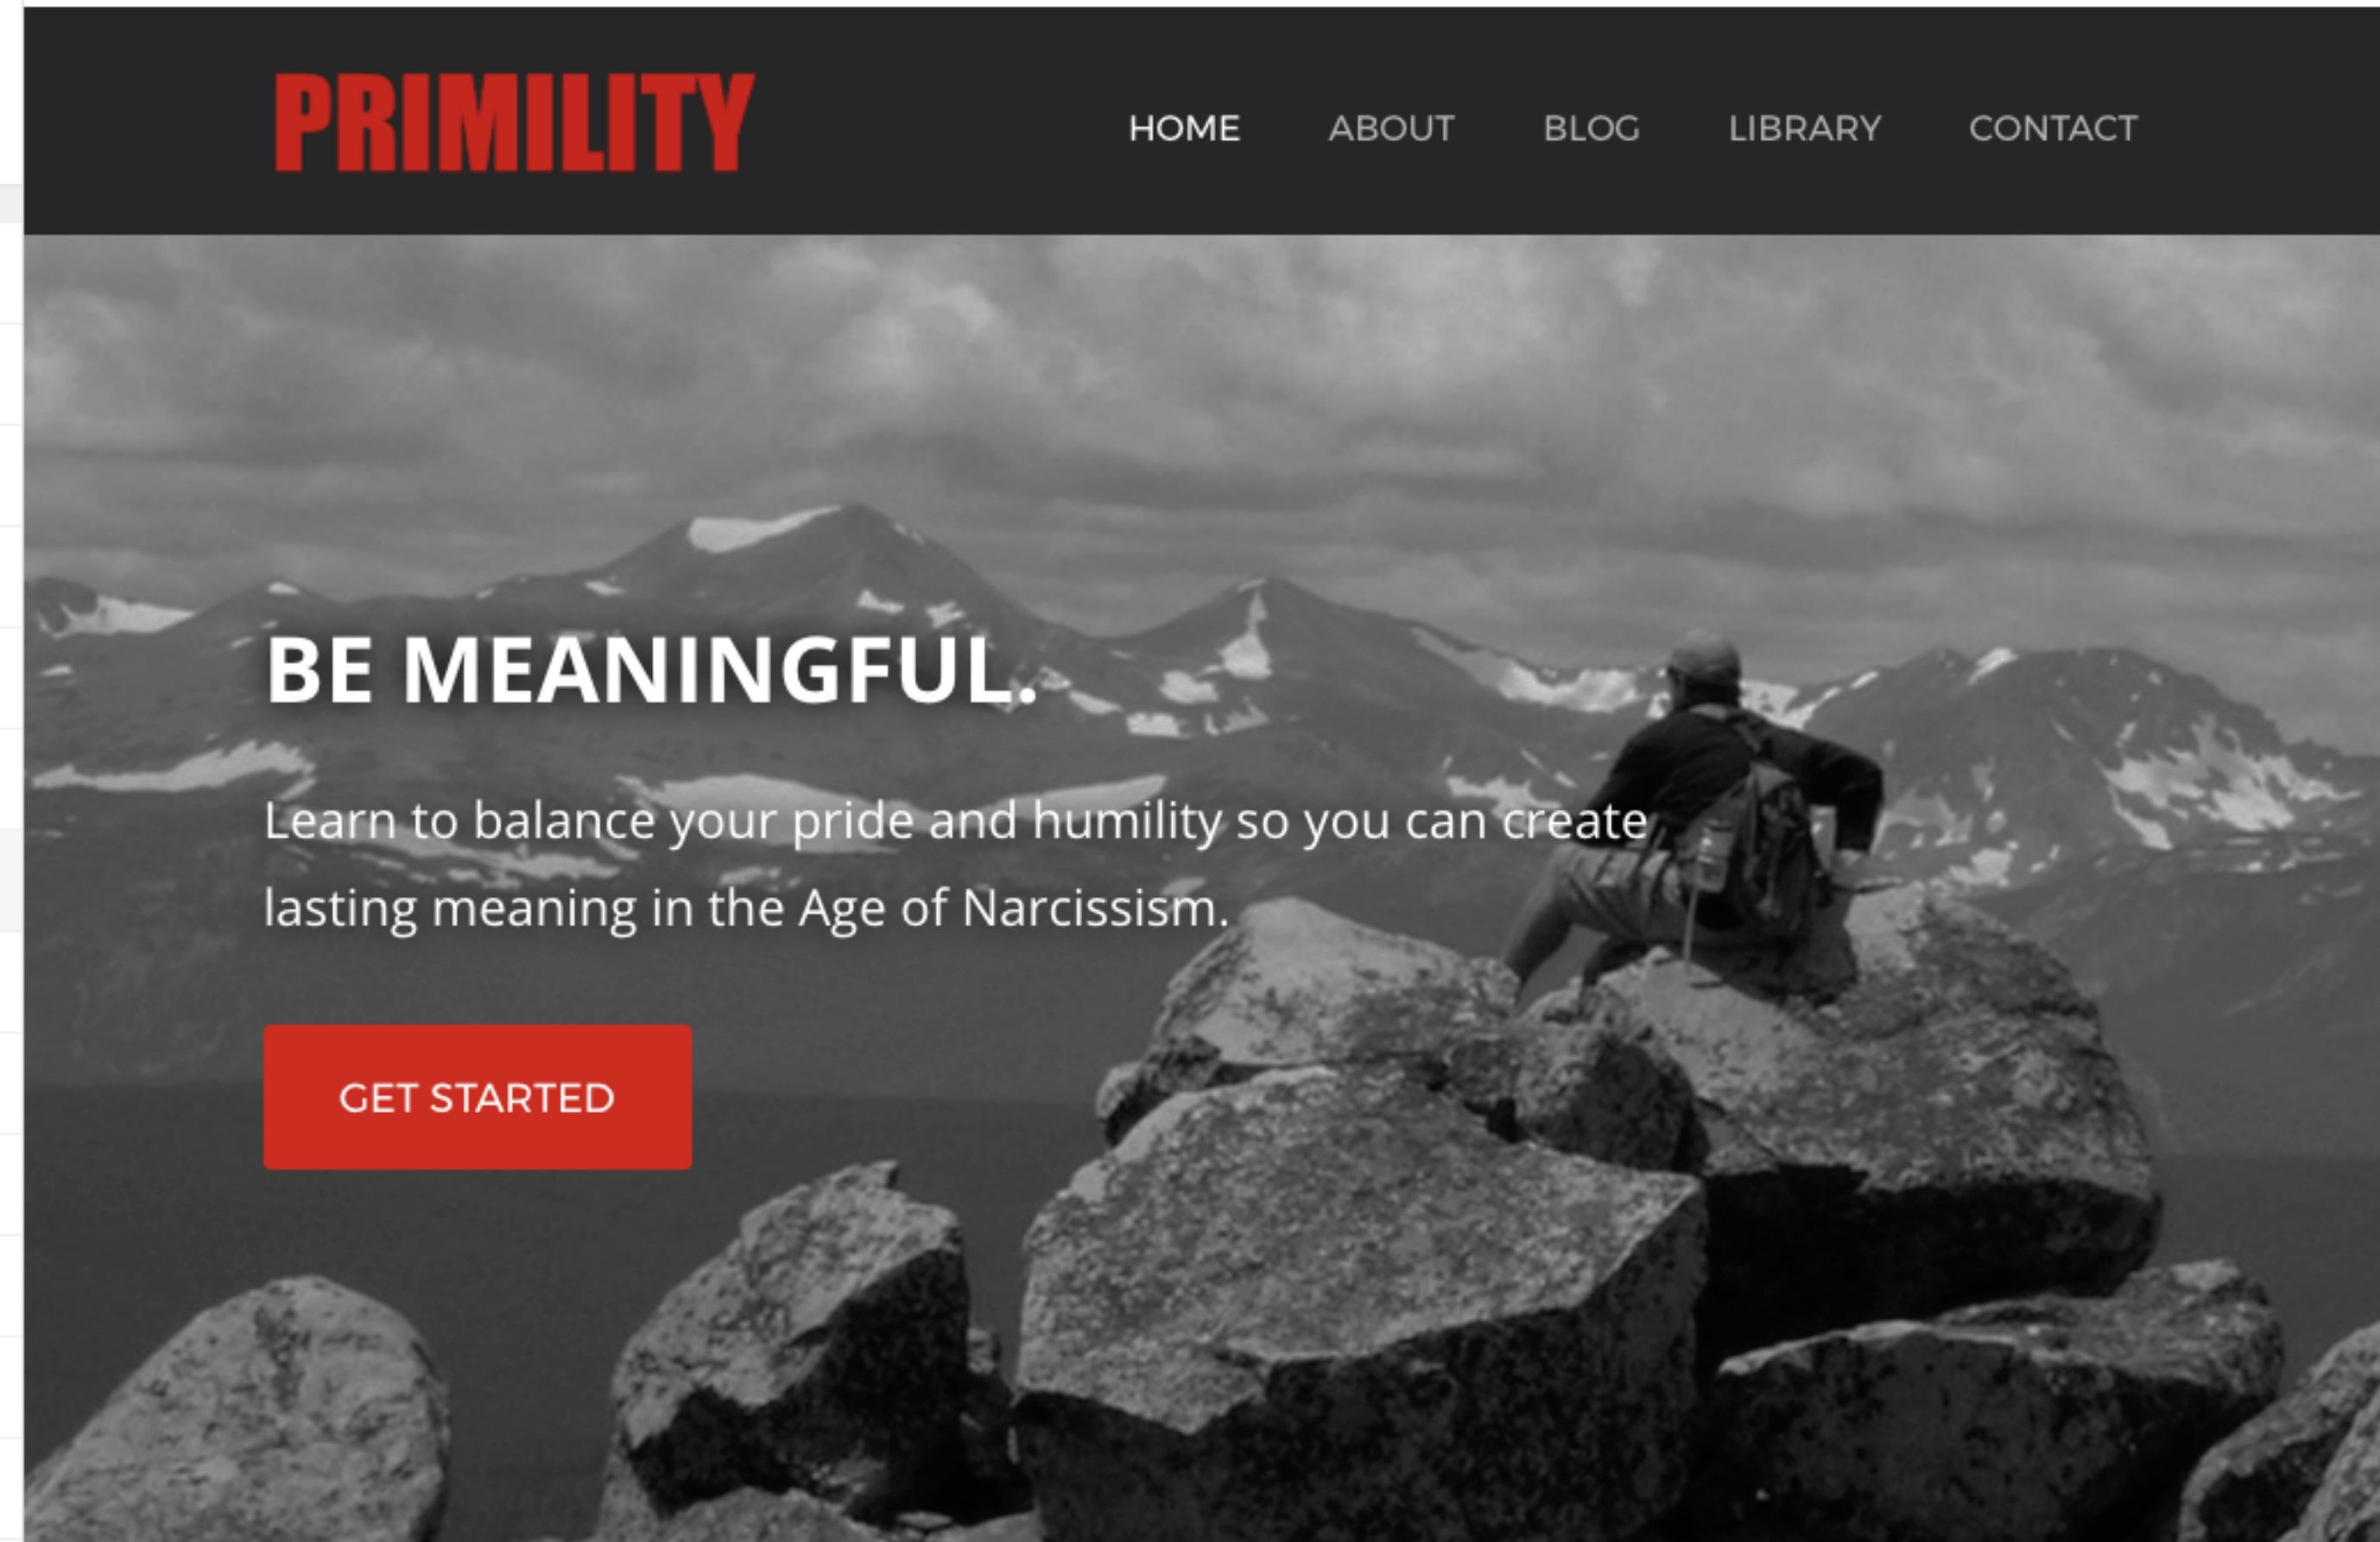 PRIMILITY
HOME ABOUT BLOG LIBRARY CONTACT
BE MEANINGFUL.
Learn to balance your pride and humility so you can create
lasting meaning in the Age of Narcissism.
GET STARTED